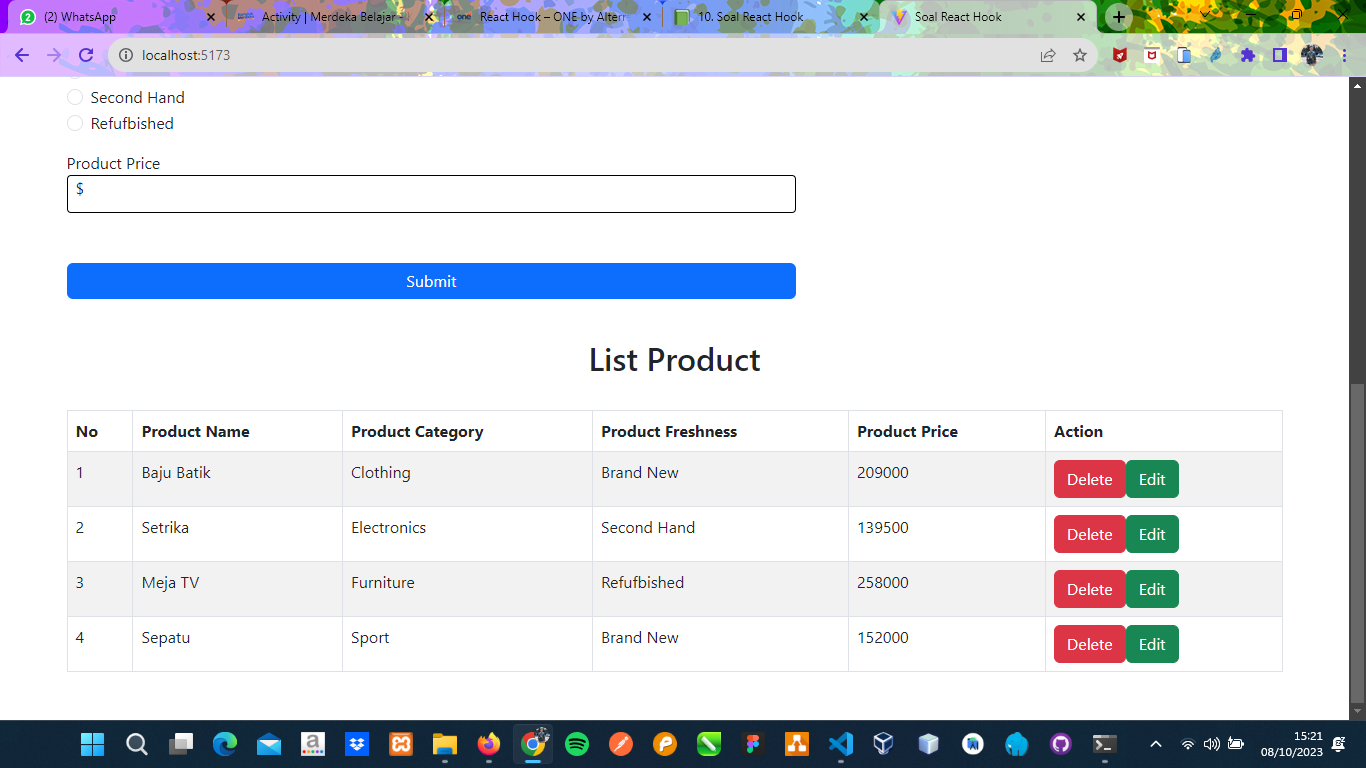 (2) WhatsApp
Activity | Merdeka Belajar -
React Hook – ONE by Alterr
10. Soal React Hook
Soal React Hook
localhost:5173
Second Hand
Refufbished
Product Price
$
Submit
List Product
No Product Name Product Category Product Freshness Product Price Action
1 Baju Batik Clothing Brand New 209000 Delete Edit
2 Setrika Electronics Second Hand 139500 Delete Edit
3 Meja TV Furniture Refufbished 258000 Delete Edit
4 Sepatu Sport Brand New 152000 Delete Edit
15:21
08/10/2023